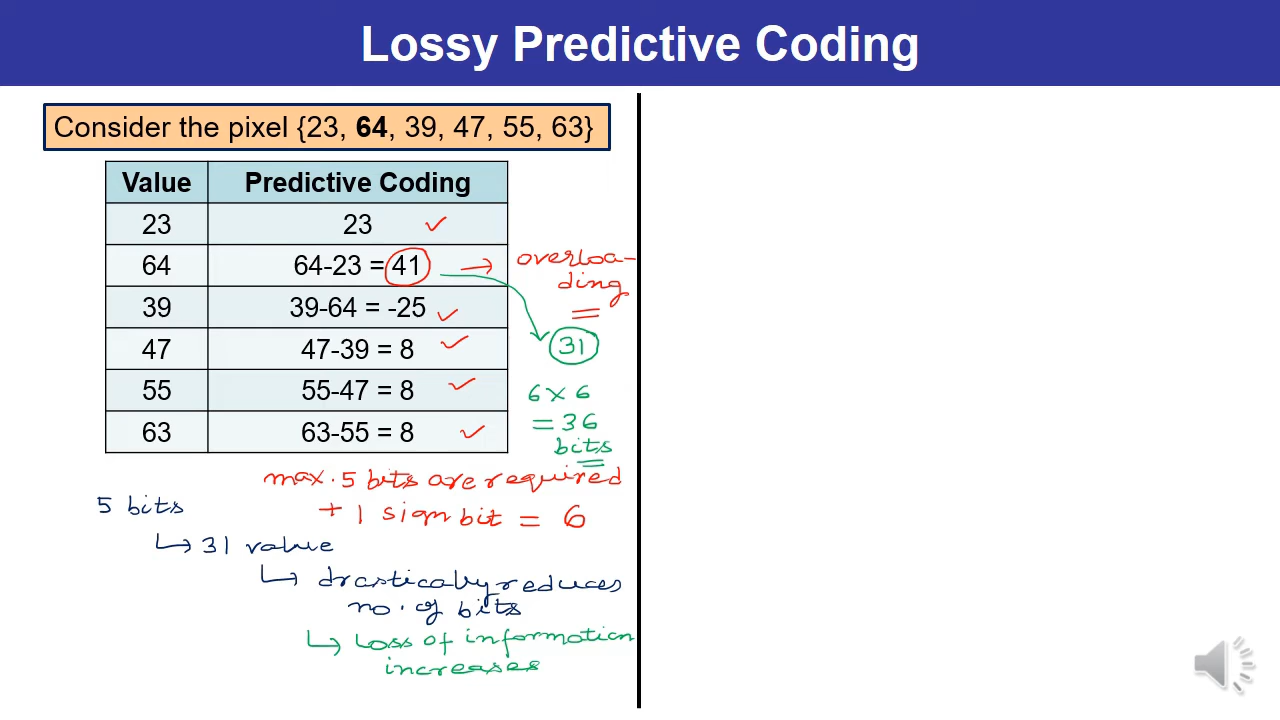 Lossy Predictive Coding
Consider the pixel {23, 64, 39, 47, 55, 63}
Value Predictive Coding
23 23 ✓
64 64-23 = 41 → overloa-
ding
39 39-64 = -25 ✓
31
47 47-39 = 8 ✓
55 55-47 = 8 ✓
63 63-55 = 8 ✓
6 × 6
= 36
bits
max. 5 bits are required
+ 1 sign bit = 6
5 bits
↳ 31 value
↳ drastically reduces
no. of bits
↳ Loss of information
increases